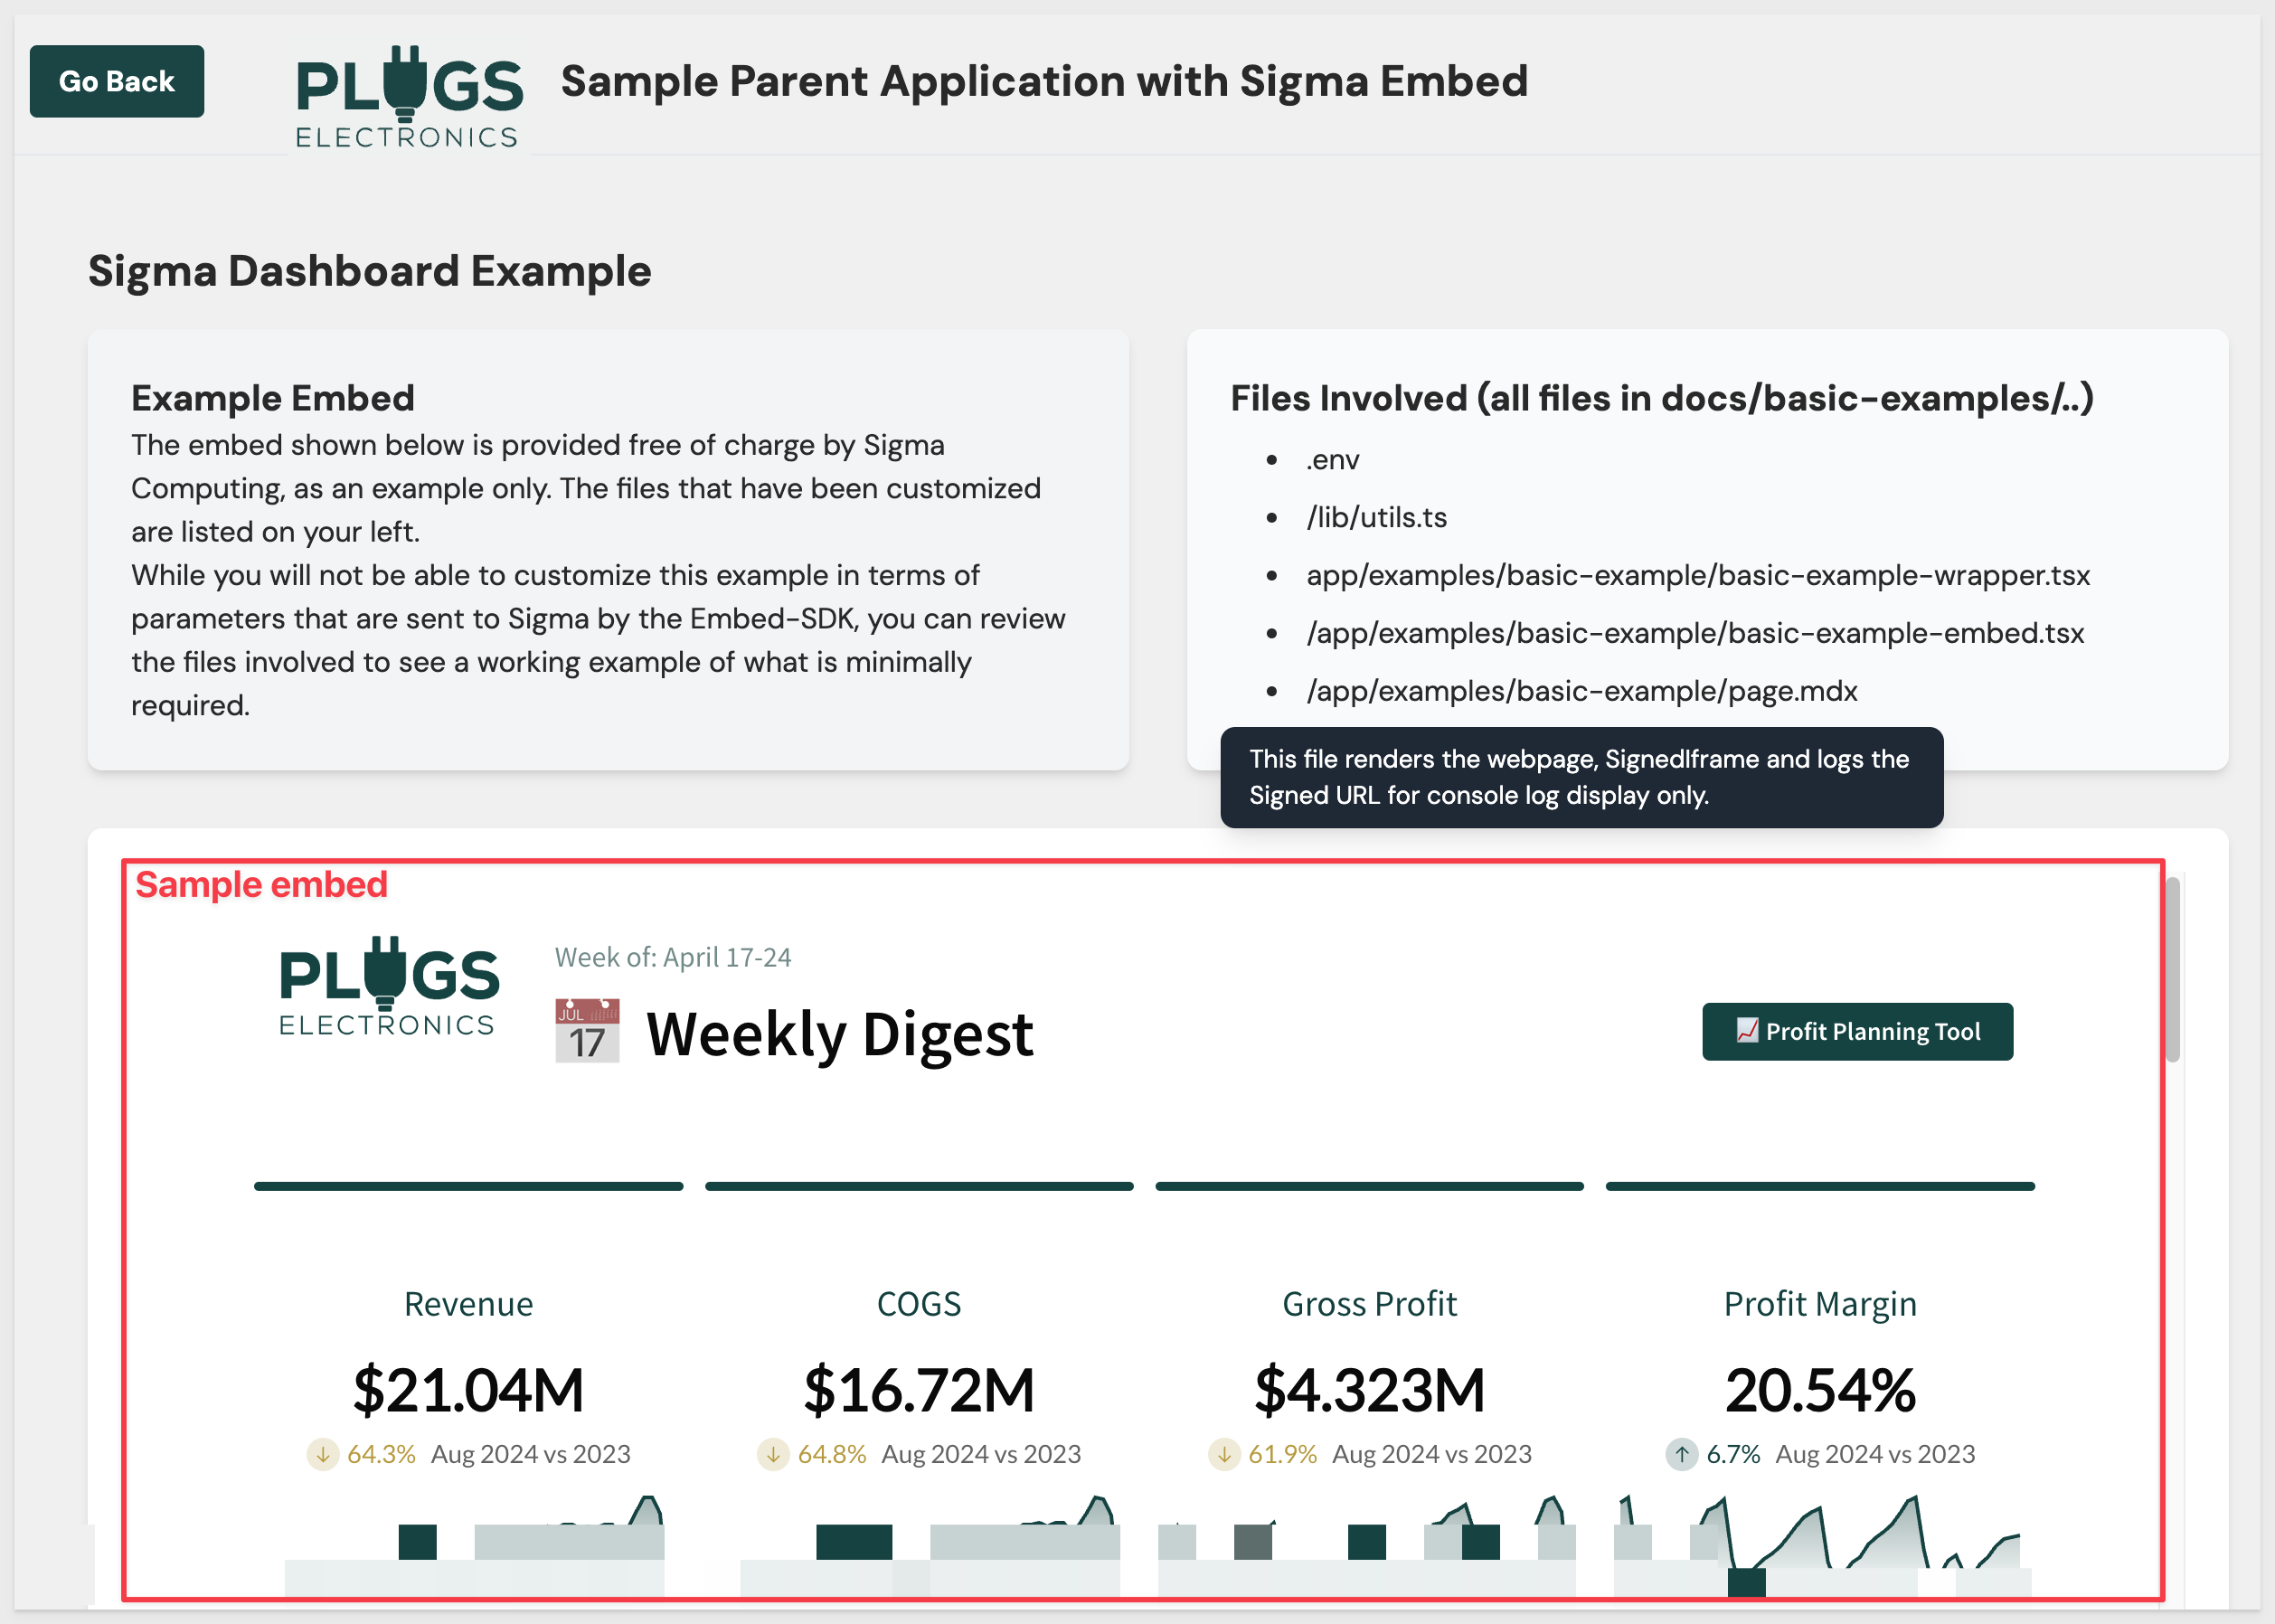 Go Back
PLUGS
ELECTRONICS
Sample Parent Application with Sigma Embed
Sigma Dashboard Example
Example Embed
The embed shown below is provided free of charge by Sigma
Computing, as an example only. The files that have been customized
are listed on your left.
While you will not be able to customize this example in terms of
parameters that are sent to Sigma by the Embed-SDK, you can review
the files involved to see a working example of what is minimally
required.
Files Involved (all files in docs/basic-examples/..)
• .env
• /lib/utils.ts
• app/examples/basic-example/basic-example-wrapper.tsx
• /app/examples/basic-example/basic-example-embed.tsx
• /app/examples/basic-example/page.mdx
This file renders the webpage, SignedIframe and logs the
Signed URL for console log display only.
Sample embed
PLUGS
ELECTRONICS
Week of: April 17-24
JUL
17
Weekly Digest
Profit Planning Tool
Revenue
$21.04M
↓ 64.3% Aug 2024 vs 2023
COGS
$16.72M
↓ 64.8% Aug 2024 vs 2023
Gross Profit
$4.323M
↓ 61.9% Aug 2024 vs 2023
Profit Margin
20.54%
↑ 6.7% Aug 2024 vs 2023